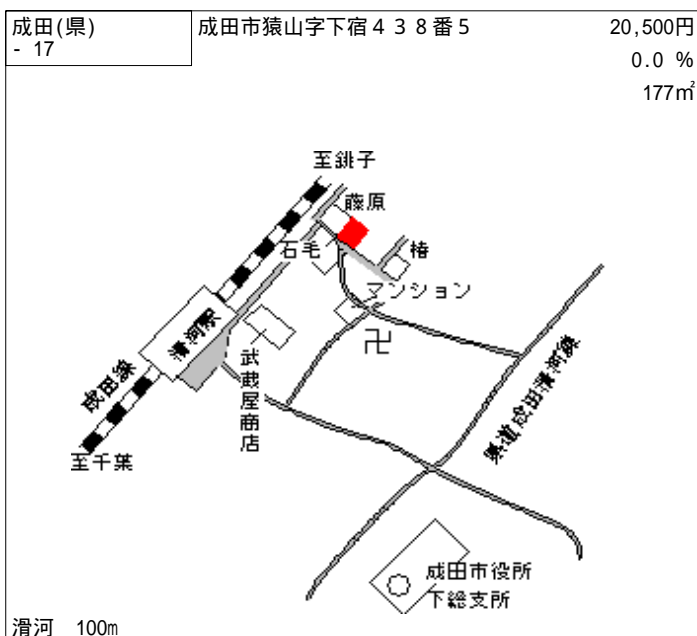 成田(県)
- 17
成田市猿山字下宿４３８番５
20,500円
0.0 %
177㎡
至銚子
藤原
石毛
椿
マンション
滑河駅
武蔵屋商店
成田線
至千葉
県道成田滑河線
成田市役所
下総支所
滑河 100m